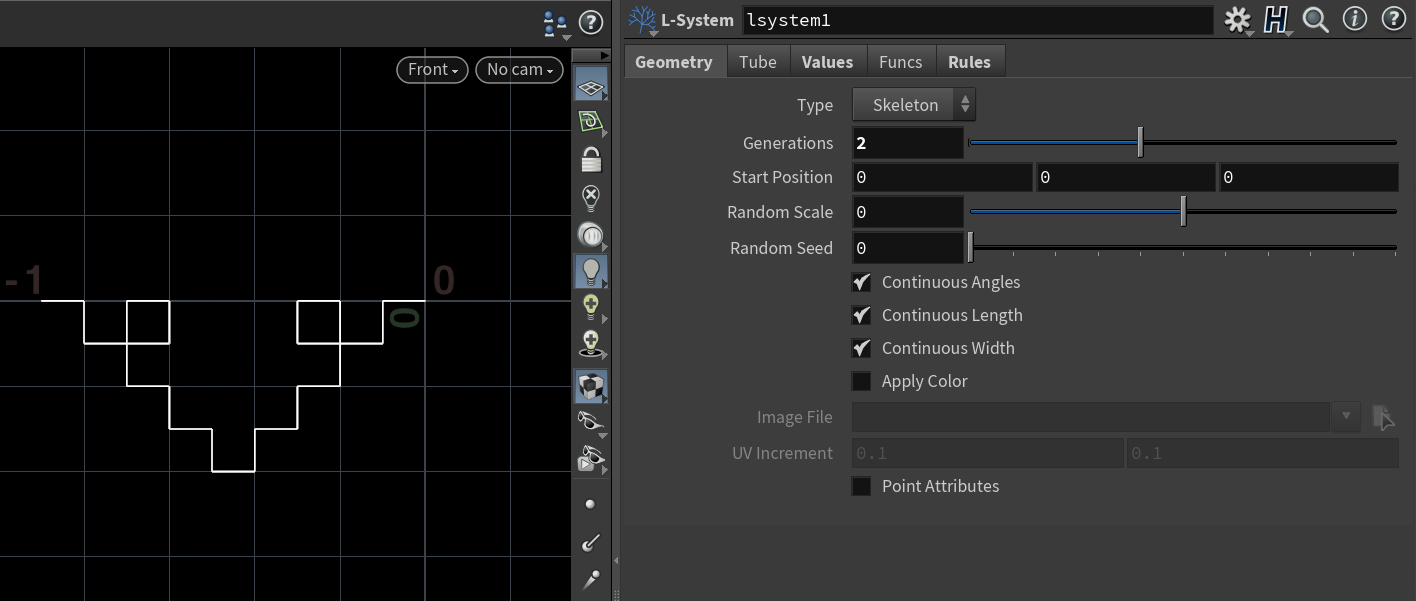 L-System lsystem1
Front No cam
Geometry Tube Values Funcs Rules
Type Skeleton
Generations 2
Start Position 0 0 0
Random Scale 0
Random Seed 0
-1 0
0
Continuous Angles
Continuous Length
Continuous Width
Apply Color
Image File
UV Increment 0.1 0.1
Point Attributes